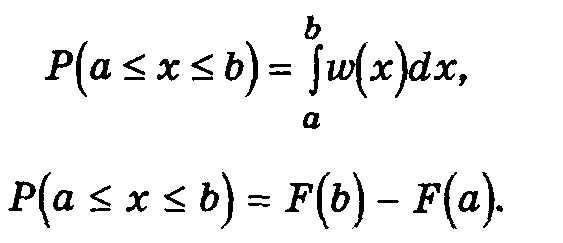 P(a ≤ x ≤ b) = ∫_a^b w(x)dx,
P(a ≤ x ≤ b) = F(b) − F(a).